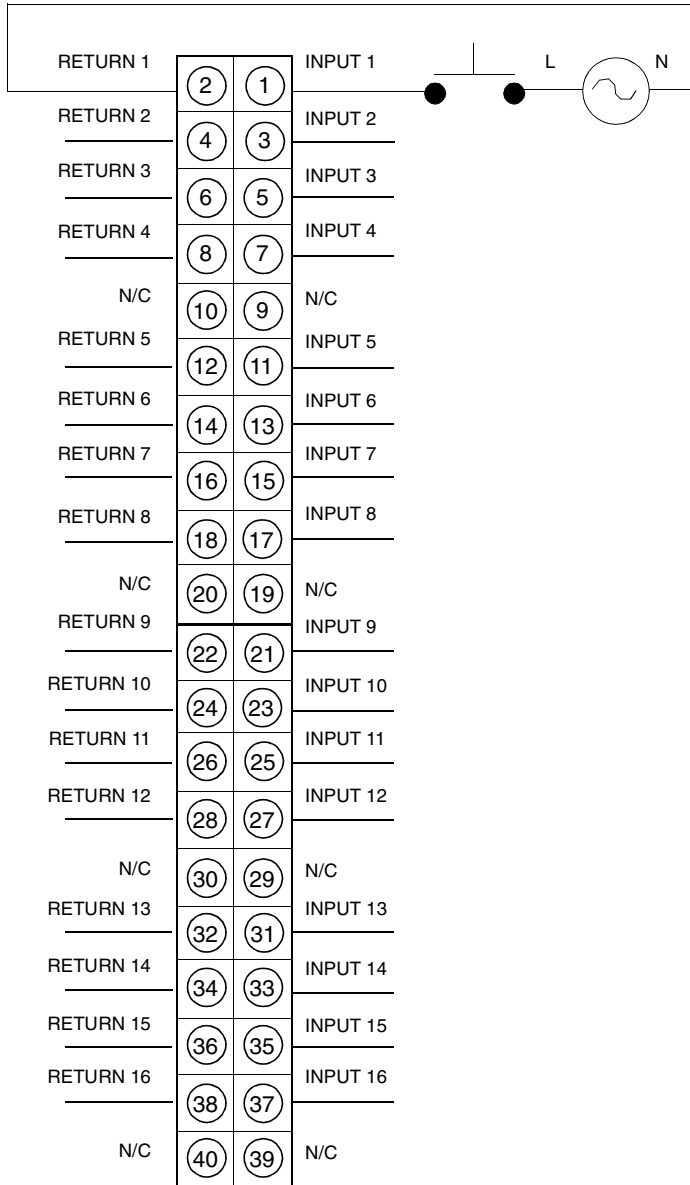 RETURN 1 2 1 INPUT 1 L N
RETURN 2 4 3 INPUT 2
RETURN 3 6 5 INPUT 3
RETURN 4 8 7 INPUT 4
N/C 10 9 N/C
RETURN 5 12 11 INPUT 5
RETURN 6 14 13 INPUT 6
RETURN 7 16 15 INPUT 7
RETURN 8 18 17 INPUT 8
N/C 20 19 N/C
RETURN 9 22 21 INPUT 9
RETURN 10 24 23 INPUT 10
RETURN 11 26 25 INPUT 11
RETURN 12 28 27 INPUT 12
N/C 30 29 N/C
RETURN 13 32 31 INPUT 13
RETURN 14 34 33 INPUT 14
RETURN 15 36 35 INPUT 15
RETURN 16 38 37 INPUT 16
N/C 40 39 N/C